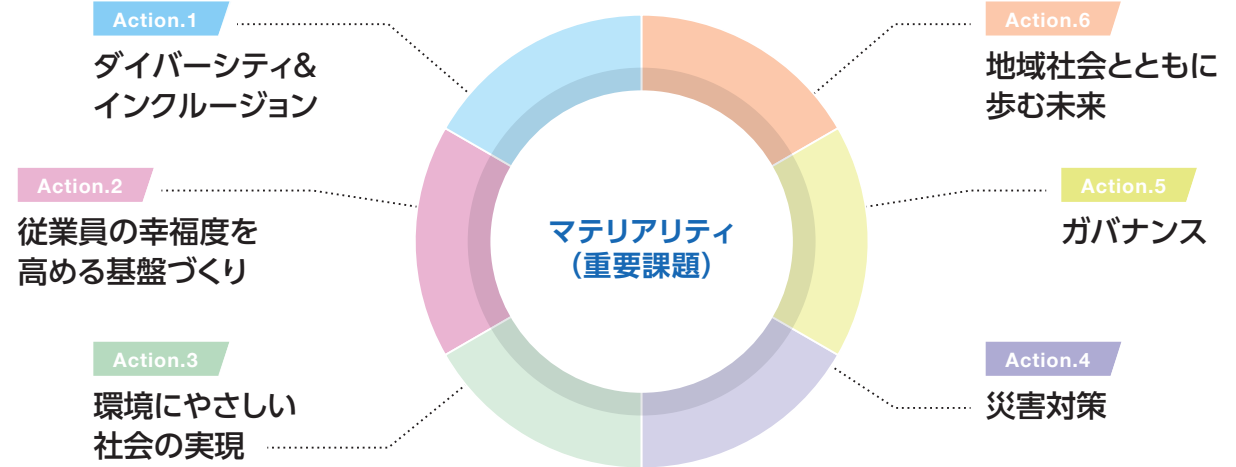 Action.1
ダイバーシティ&
インクルージョン
Action.2
従業員の幸福度を
高める基盤づくり
Action.3
環境にやさしい
社会の実現
マテリアリティ
（重要課題）
Action.6
地域社会とともに
歩む未来
Action.5
ガバナンス
Action.4
災害対策